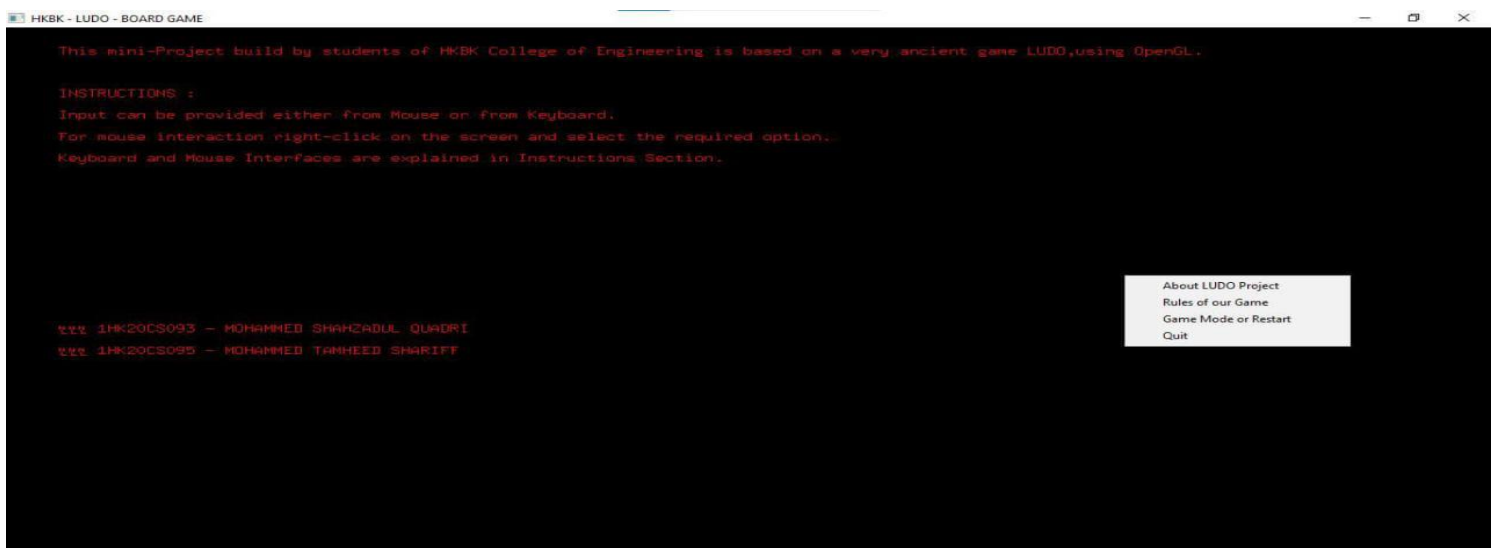 HKBK - LUDO - BOARD GAME
This mini-Project build by students of HKBK College of Engineering is based on a very ancient game LUDO,using OpenGL.
INSTRUCTIONS :
Input can be provided either from Mouse or from Keyboard.
For mouse interaction right-click on the screen and select the required option.
Keyboard and Mouse Interfaces are explained in Instructions Section.
About LUDO Project
Rules of our Game
Game Mode or Restart
Quit
1HK20CS093 - MOHAMMED SHAHZADUL QUADRI
1HK20CS095 - MOHAMMED TAMHEED SHARIFF